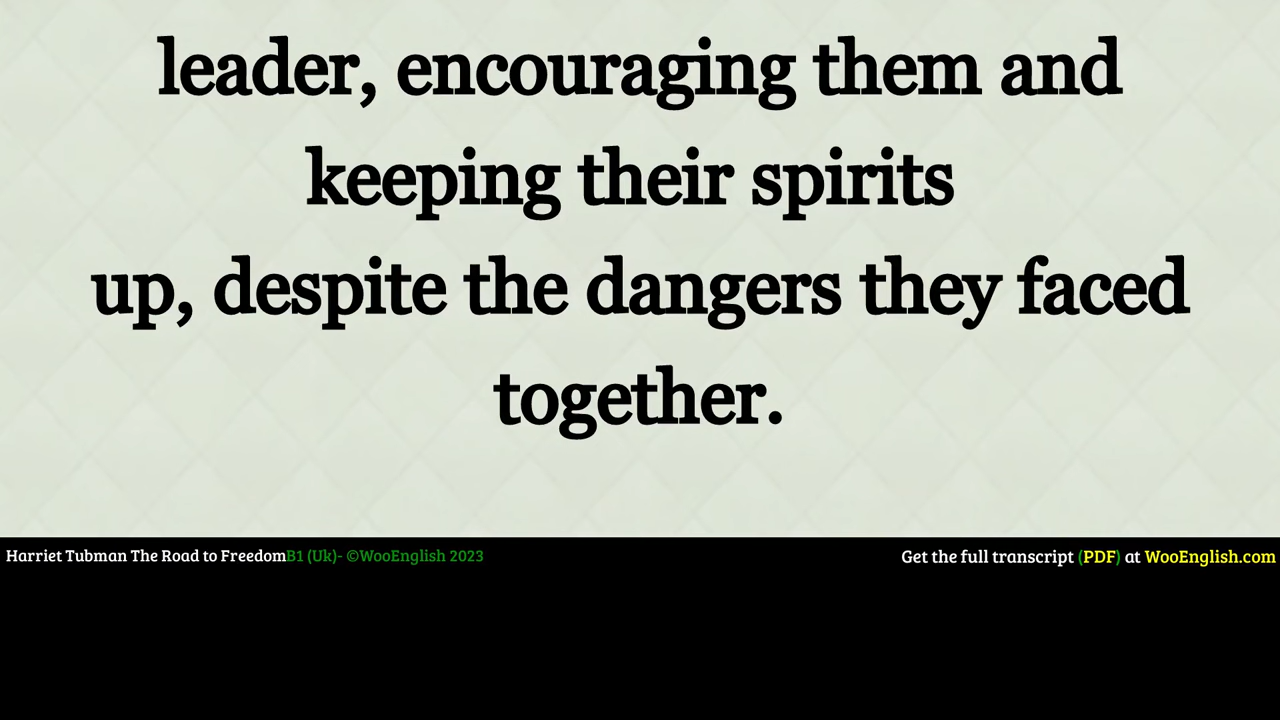 leader, encouraging them and
keeping their spirits
up, despite the dangers they faced
together.
Harriet Tubman The Road to FreedomB1 (Uk)- ©WooEnglish 2023
Get the full transcript (PDF) at WooEnglish.com